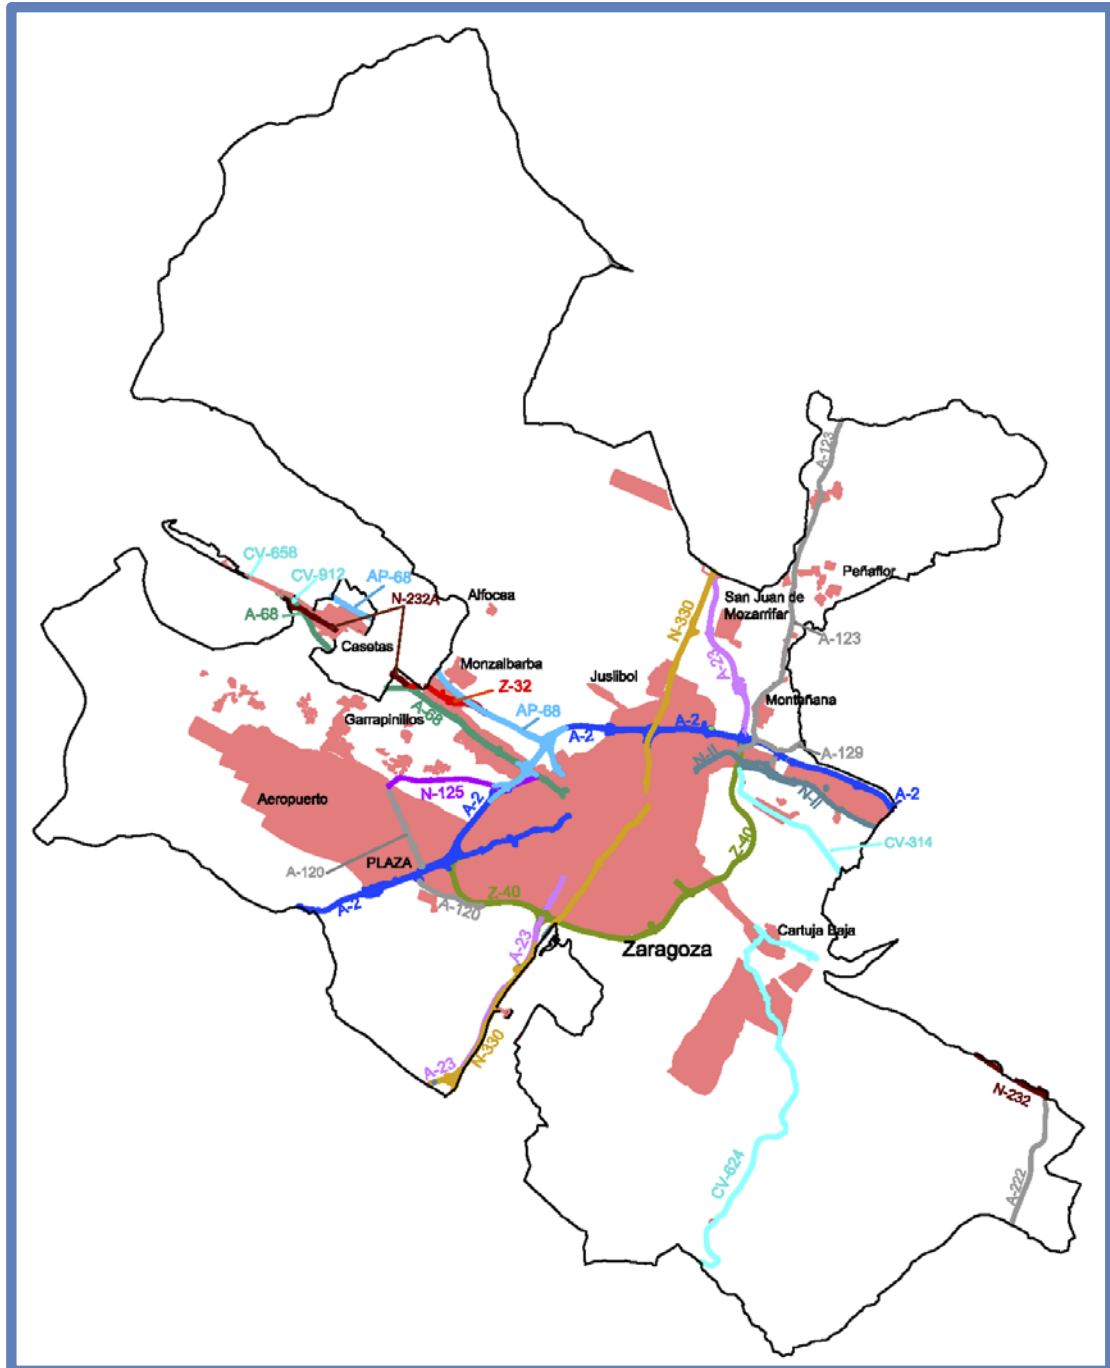 A-123
CV-658
CV-912
AP-68
Peñaflor
N-232A
Alfocea
San Juan de
Mozarrifar
A-68
N-330
A-123
Casetas
Monzalbarba
A-23
Juslibol
Z-32
Montañana
AP-68
Garrapinillos
A-68
A-2
A-2
A-129
N-II
N-125
Aeropuerto
A-2
N-II
A-2
Z-40
CV-314
PLAZA
A-120
Z-40
A-2
A-120
Cartuja Baja
A-23
Zaragoza
N-330
A-23
N-232
CV-624
A-222